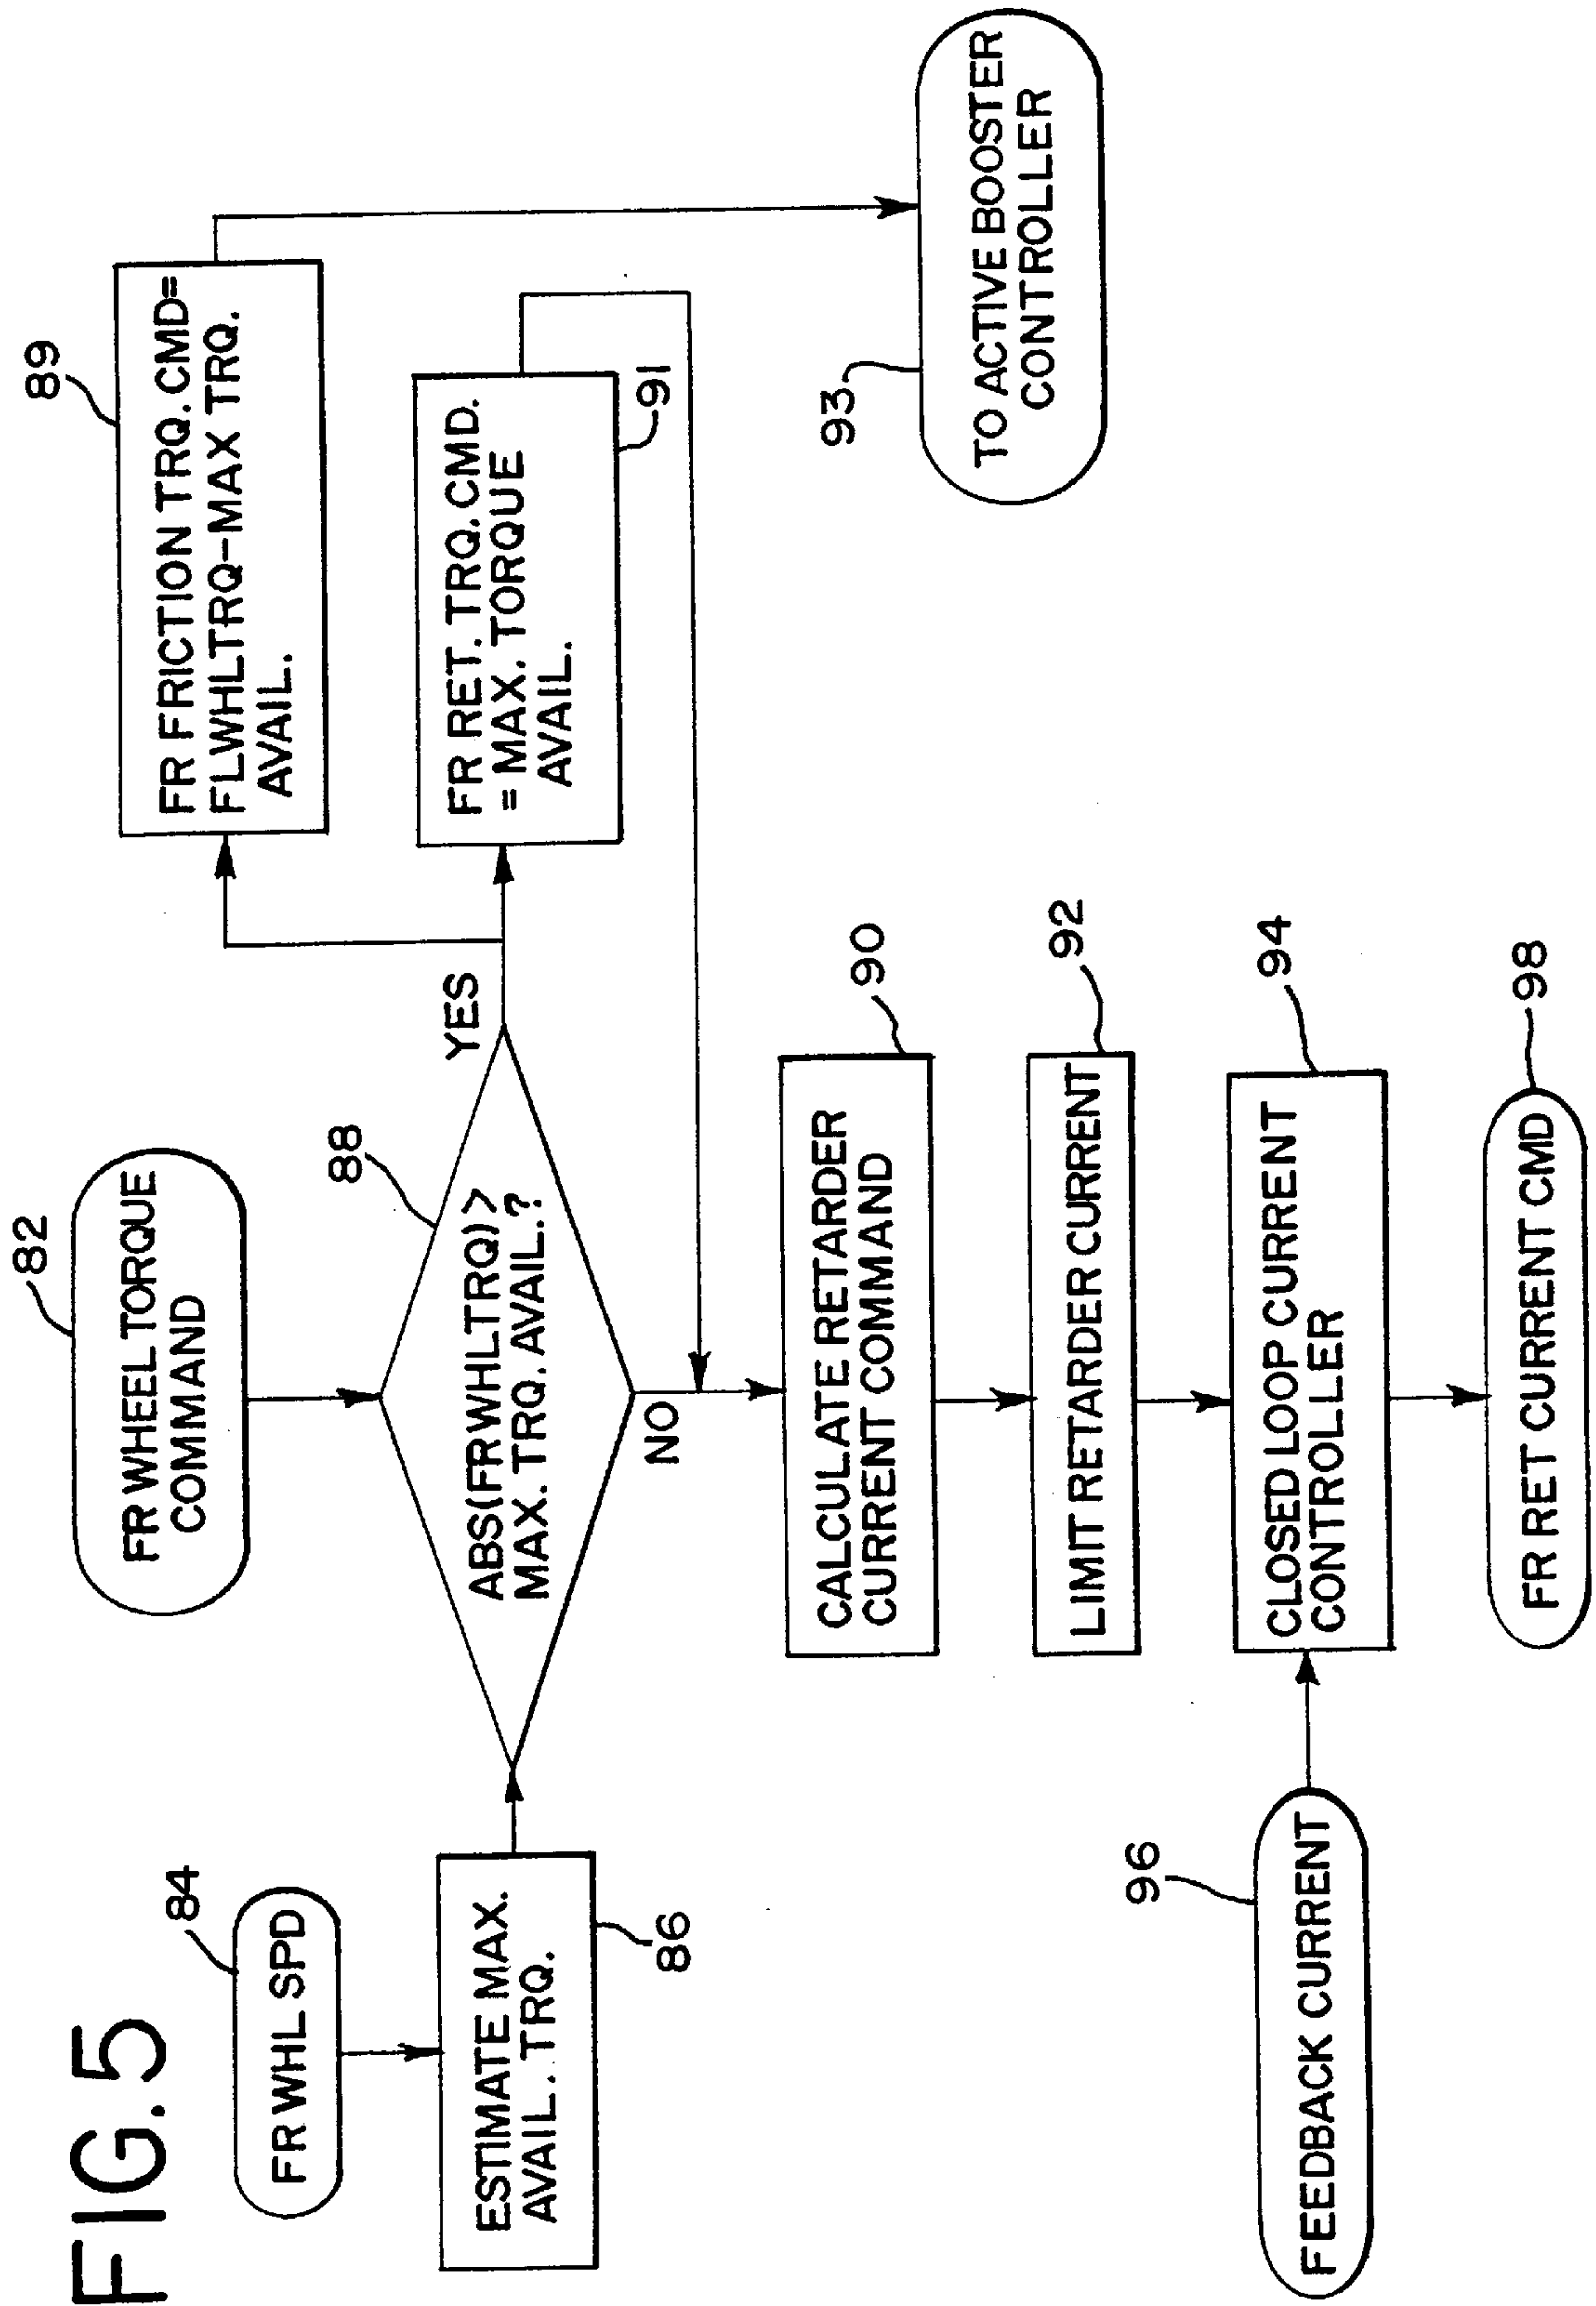 FIG. 5
82
FR WHEEL TORQUE
COMMAND
84
FR WHL SPD
ESTIMATE MAX.
AVAIL.. TRQ.
86
88
ABS(FRWHLTRQ) >
MAX. TRQ. AVAIL.?
YES
NO
89
FR FRICTION TRQ. CMD=
FLWHLTRQ-MAX TRQ.
AVAIL.
FR RET. TRQ. CMD.
= MAX. TORQUE
AVAIL.
91
93
TO ACTIVE BOOSTER
CONTROLLER
90
CALCULATE RETARDER
CURRENT COMMAND
92
LIMIT RETARDER CURRENT
94
CLOSED LOOP CURRENT
CONTROLLER
96
FEEDBACK CURRENT
98
FR RET CURRENT CMD